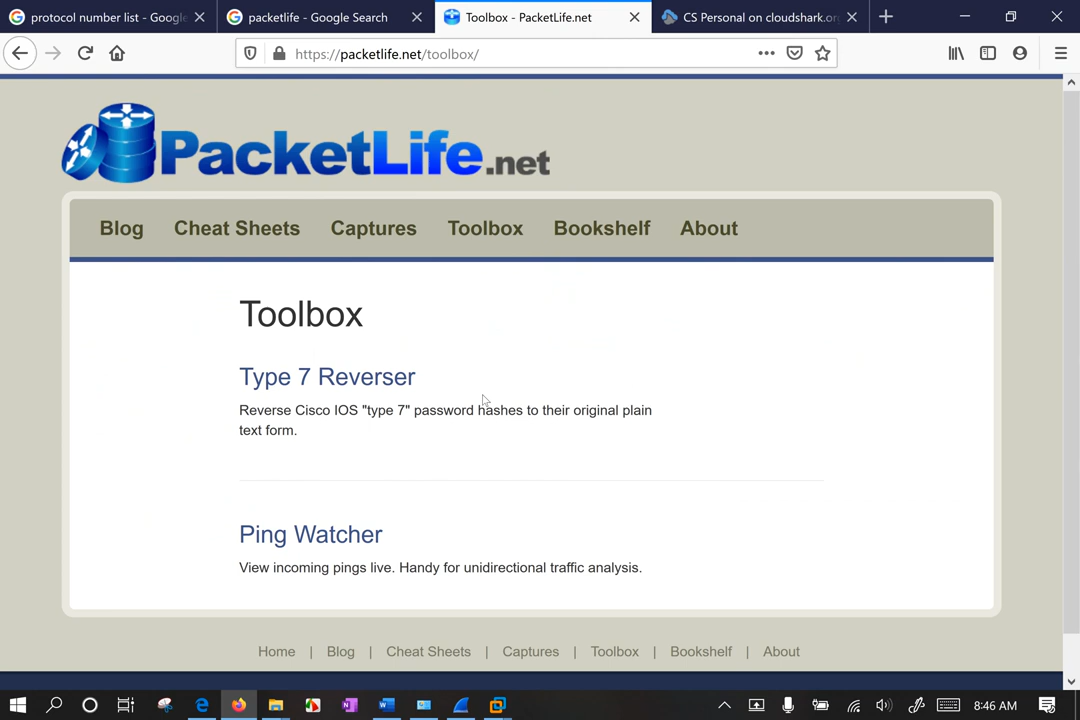 protocol number list - Google
packetlife - Google Search
Toolbox - PacketLife.net
CS Personal on cloudshark.org
https://packetlife.net/toolbox/
PacketLife.net
Blog Cheat Sheets Captures Toolbox Bookshelf About
Toolbox
Type 7 Reverser
Reverse Cisco IOS "type 7" password hashes to their original plain
text form.
Ping Watcher
View incoming pings live. Handy for unidirectional traffic analysis.
Home | Blog | Cheat Sheets | Captures | Toolbox | Bookshelf | About
8:46 AM